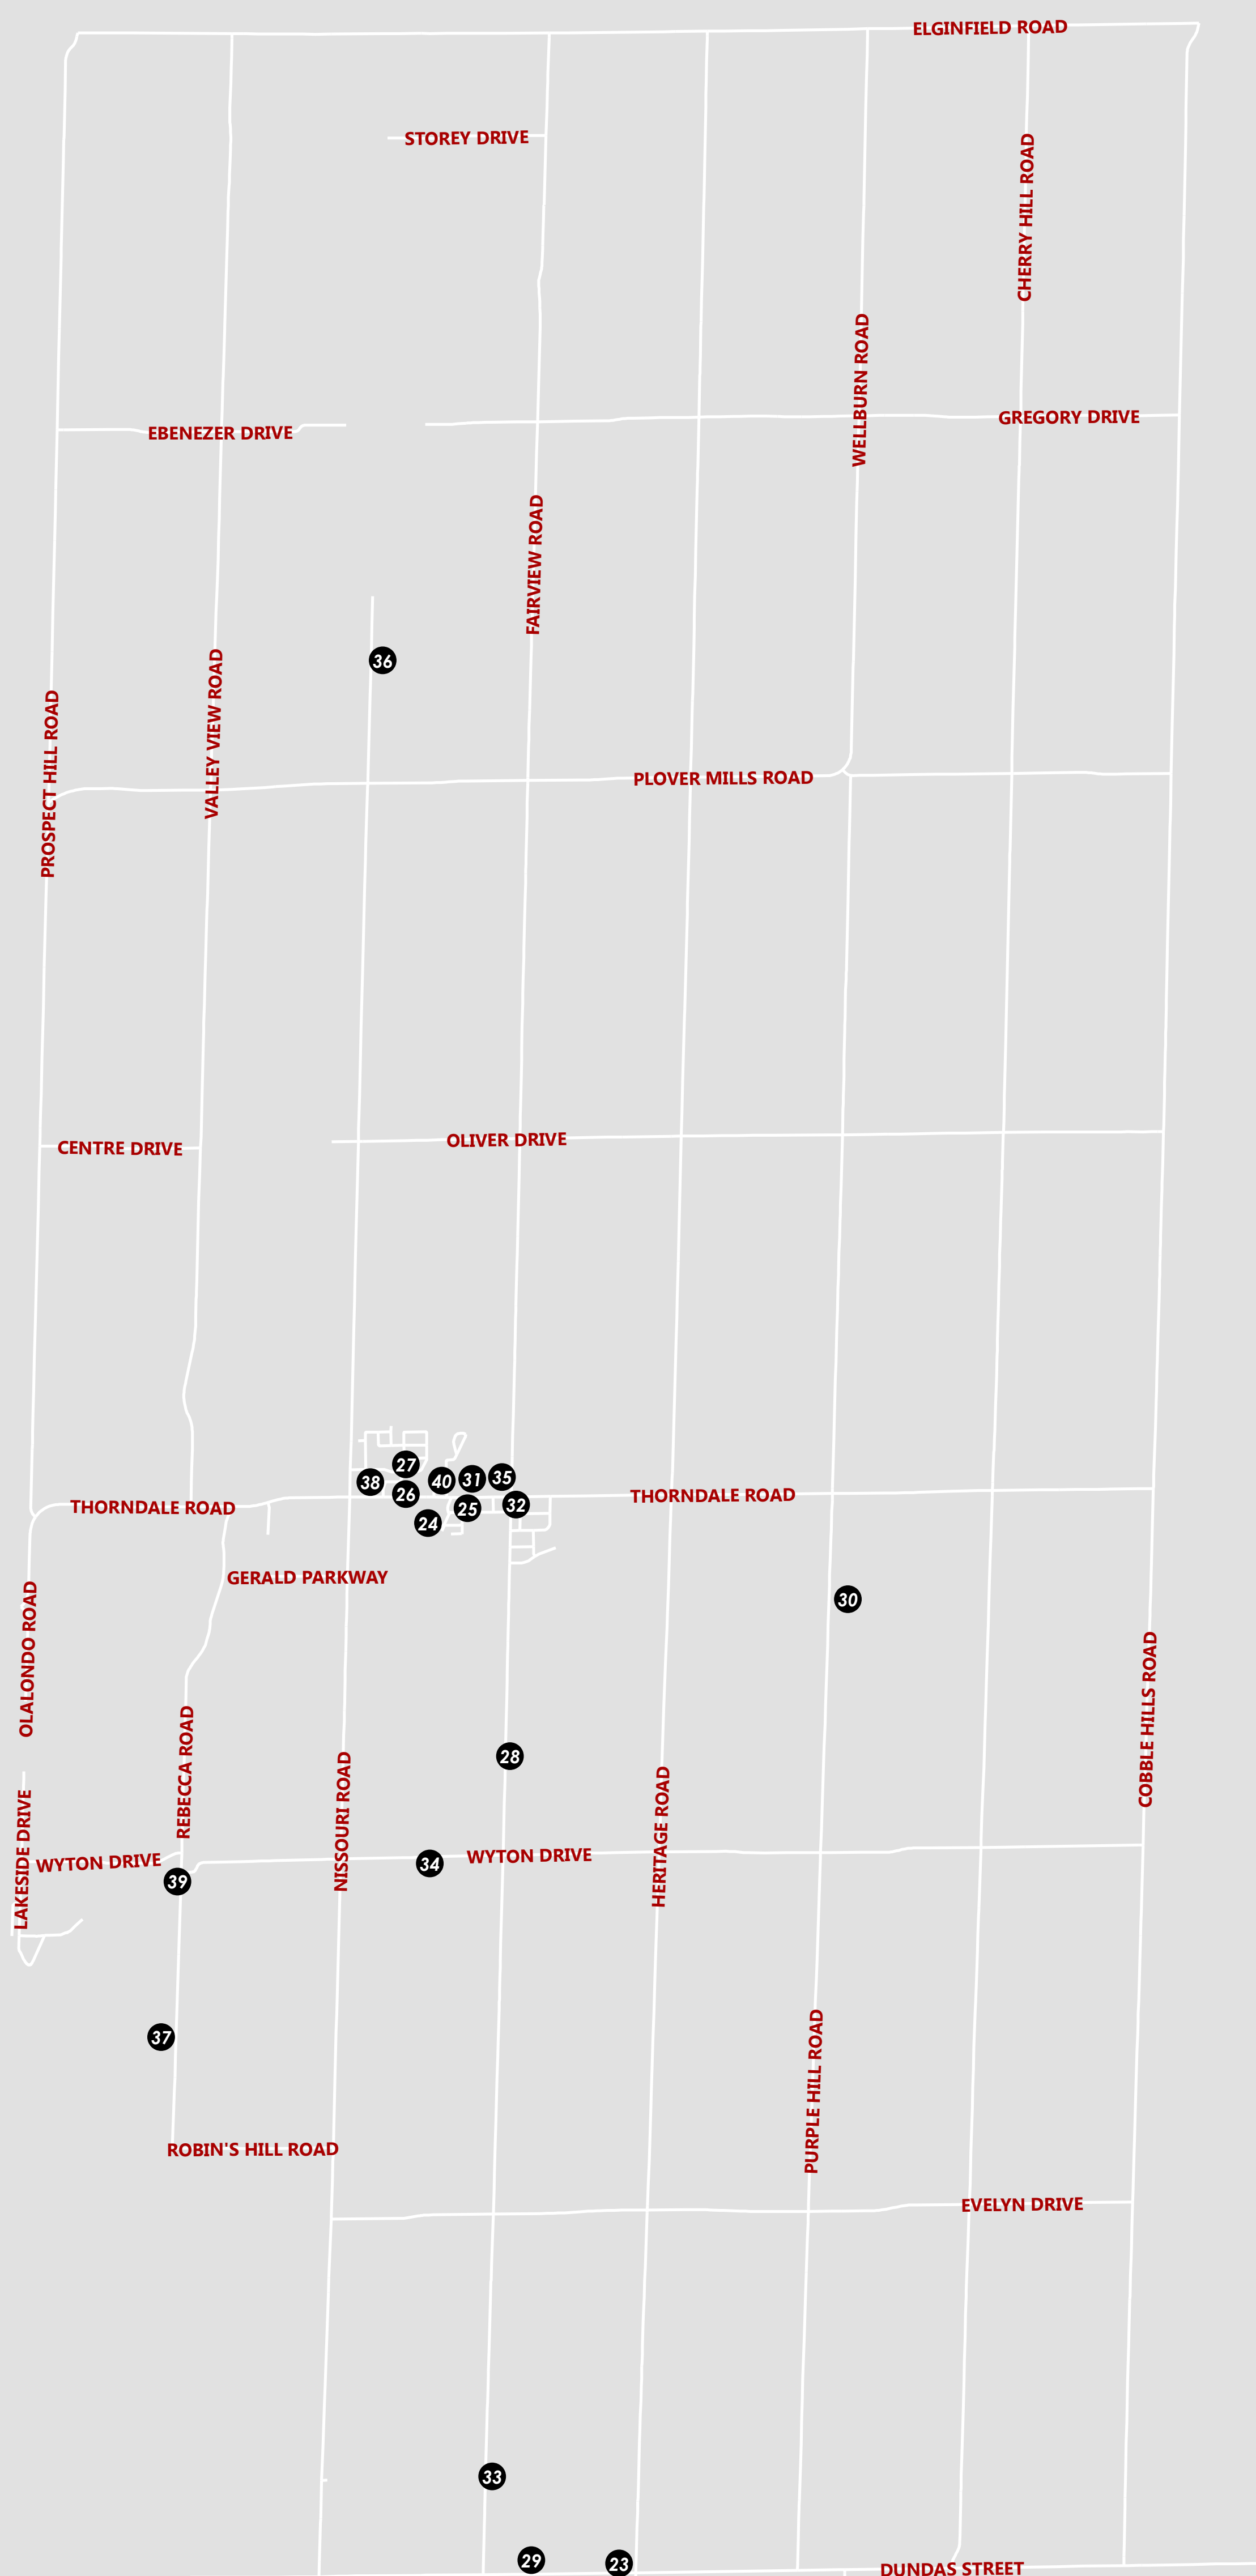 ELGINFIELD ROAD
STOREY DRIVE
CHERRY HILL ROAD
WELLBURN ROAD
GREGORY DRIVE
EBENEZER DRIVE
FAIRVIEW ROAD
36
VALLEY VIEW ROAD
PROSPECT HILL ROAD
PLOVER MILLS ROAD
OLIVER DRIVE
CENTRE DRIVE
27
38
40
31
35
26
THORNDALE ROAD
THORNDALE ROAD
25
32
24
GERALD PARKWAY
30
OLALONDO ROAD
COBBLE HILLS ROAD
REBECCA ROAD
28
NISSOURI ROAD
HERITAGE ROAD
LAKESIDE DRIVE
WYTON DRIVE
34
WYTON DRIVE
39
37
PURPLE HILL ROAD
ROBIN'S HILL ROAD
EVELYN DRIVE
33
29
23
DUNDAS STREET